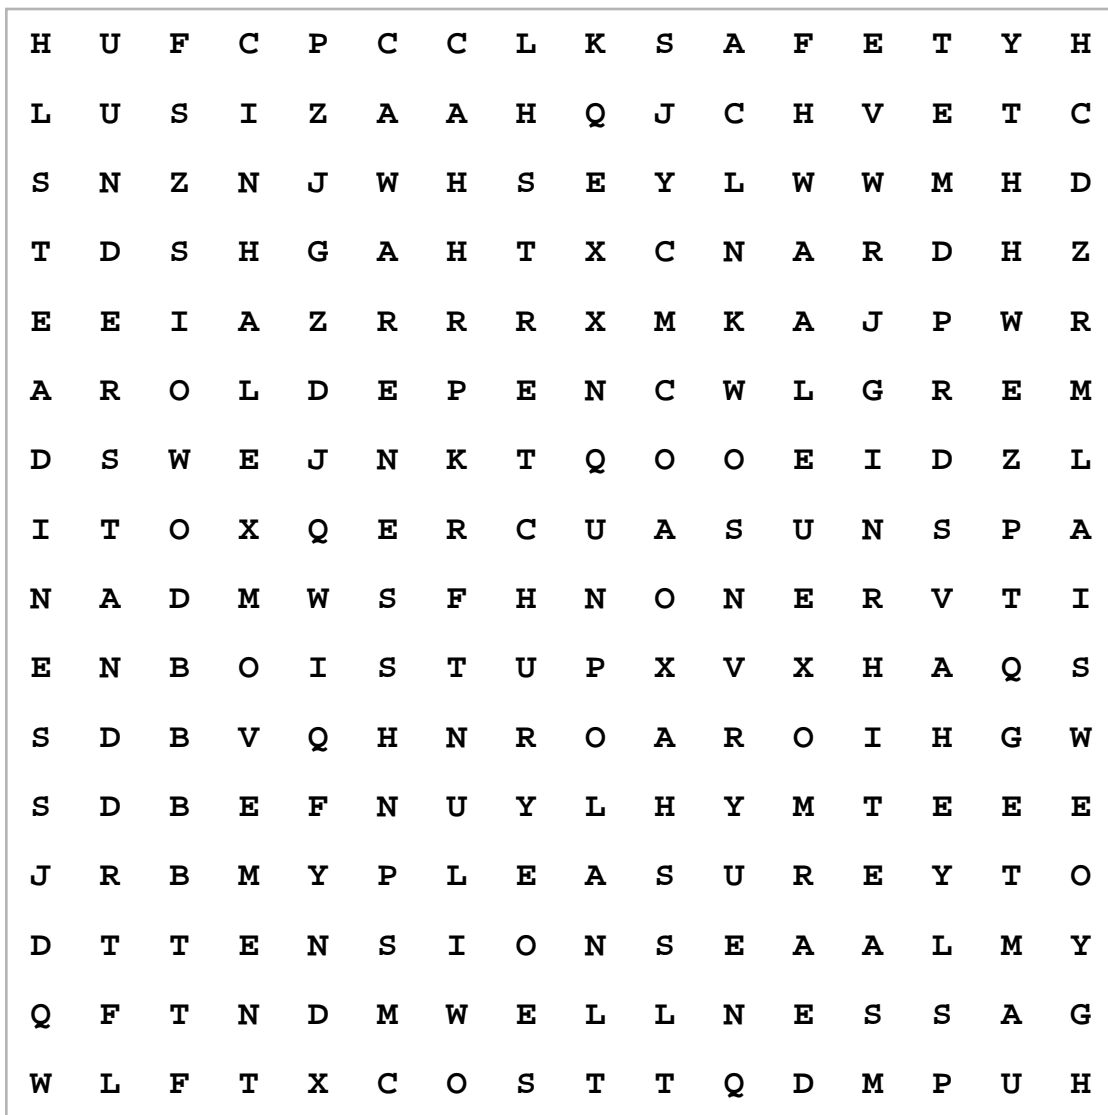 H U F C P C C L K S A F E T Y H
L U S I Z A A H Q J C H V E T C
S N Z N J W H S E Y L W W M H D
T D S H G A H T X C N A R D H Z
E E I A Z R R R X M K A J P W R
A R O L D E P E N C W L G R E M
D S W E J N K T Q O O E I D Z L
I T O X Q E R C U A S U N S P A
N A D M W S F H N O N E R V T I
E N B O I S T U P X V X H A Q S
S D B V Q H N R O A R O I H G W
S D B E F N U Y L H Y M T E E E
J R B M Y P L E A S U R E Y T O
D T T E N S I O N S E A A L M Y
Q F T N D M W E L L N E S S A G
W L F T X C O S T T Q D M P U H